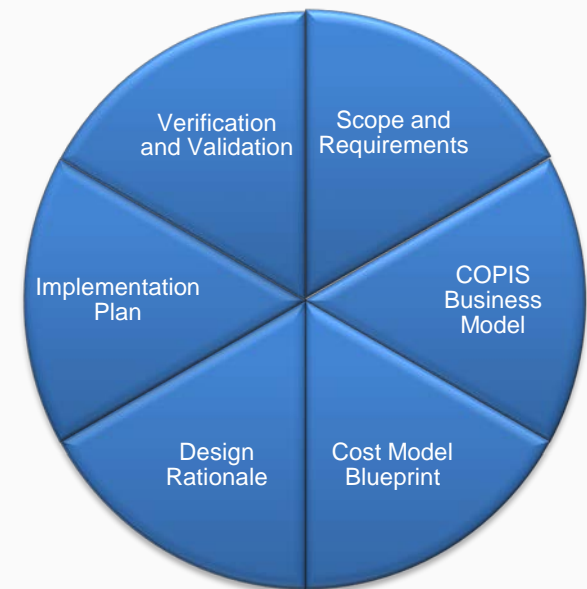 Verification
and Validation
Scope and
Requirements
COPIS
Business
Model
Cost Model
Blueprint
Design
Rationale
Implementation
Plan